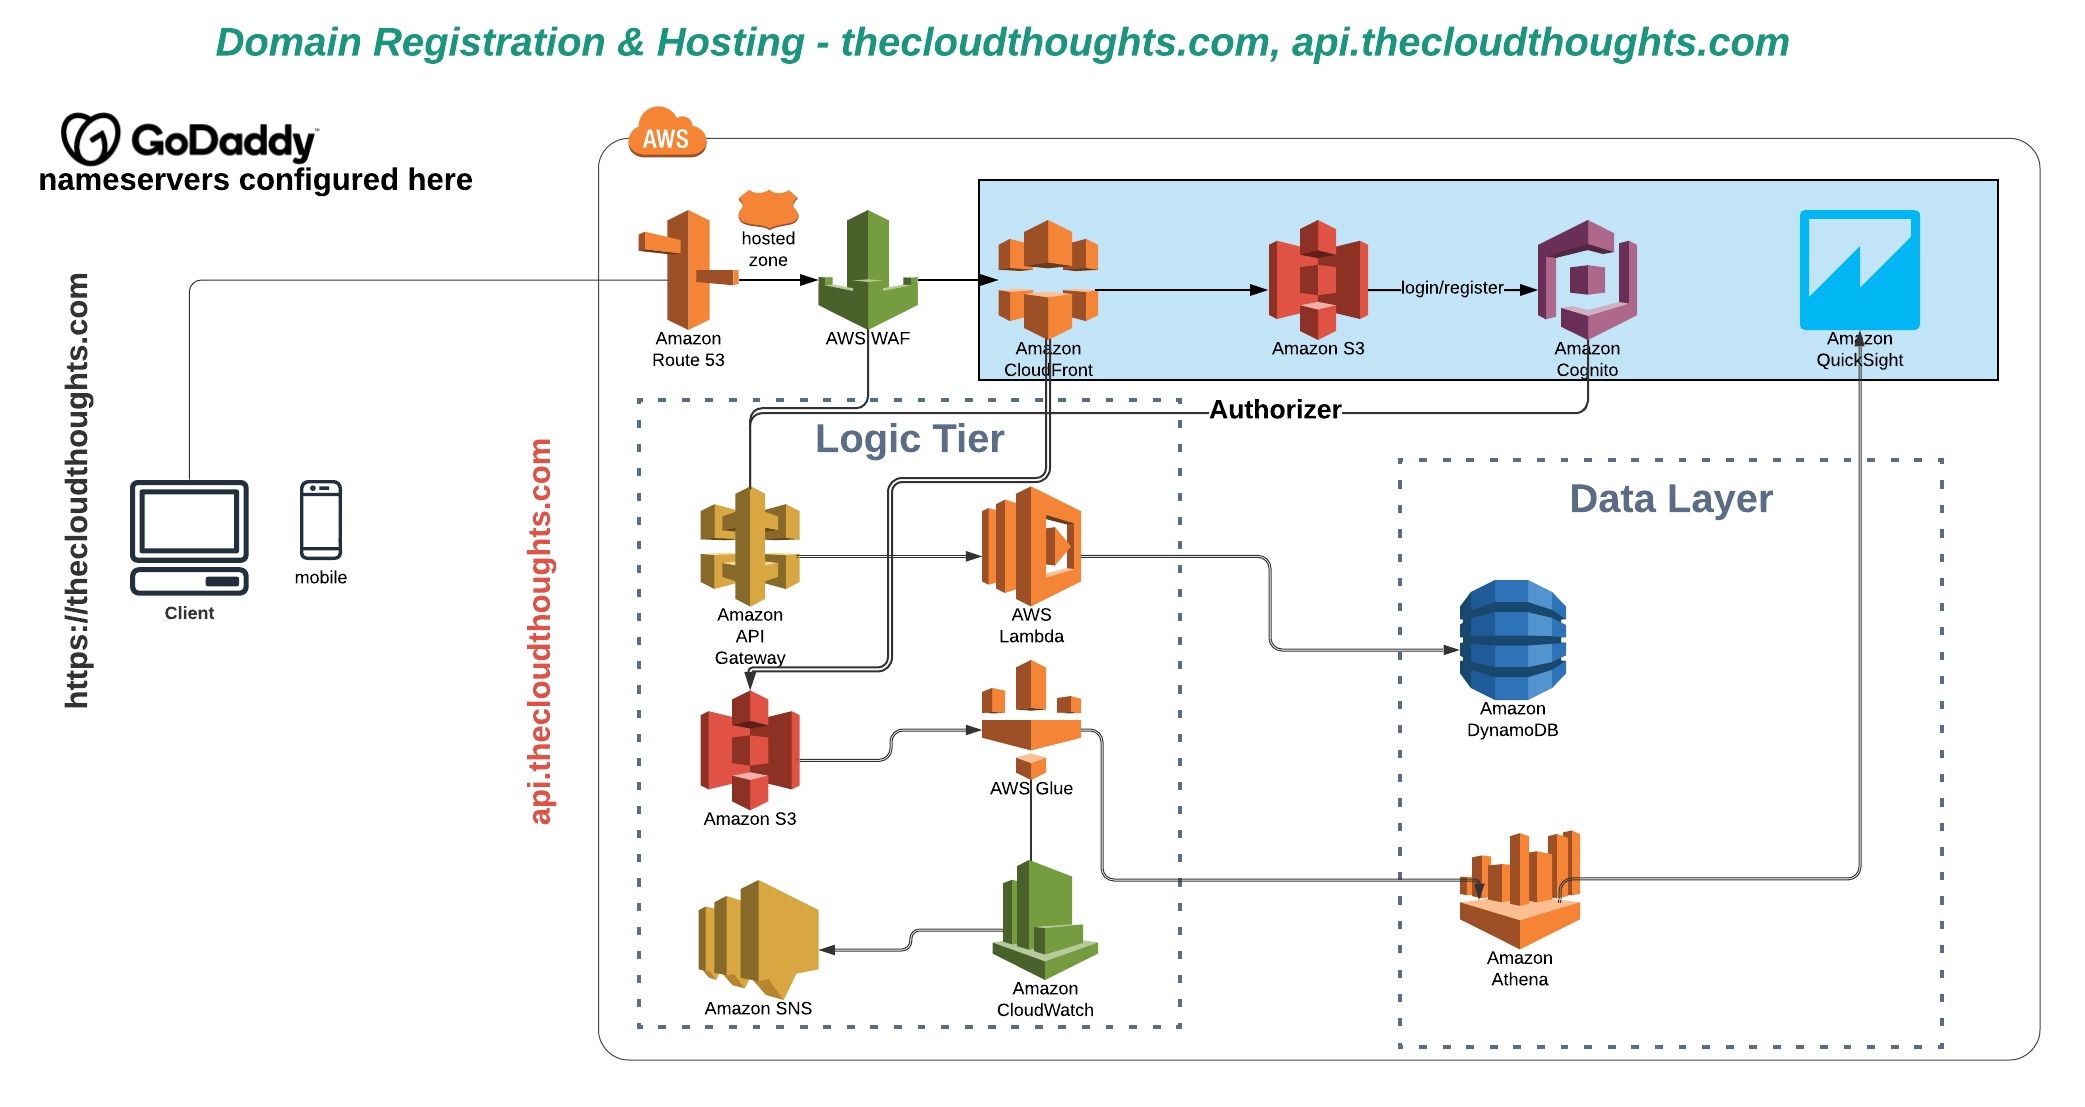 Domain Registration & Hosting - thecloudthoughts.com, api.thecloudthoughts.com
GoDaddy™
nameservers configured here
AWS
hosted
zone
Amazon
Route 53
AWS WAF
Amazon
CloudFront
Amazon S3
login/register
Amazon
Cognito
Amazon
QuickSight
https://thecloudthoughts.com
Client
mobile
api.thecloudthoughts.com
Authorizer
Logic Tier
Amazon
API
Gateway
AWS
Lambda
Amazon S3
AWS Glue
Amazon SNS
Amazon
CloudWatch
Data Layer
Amazon
DynamoDB
Amazon
Athena